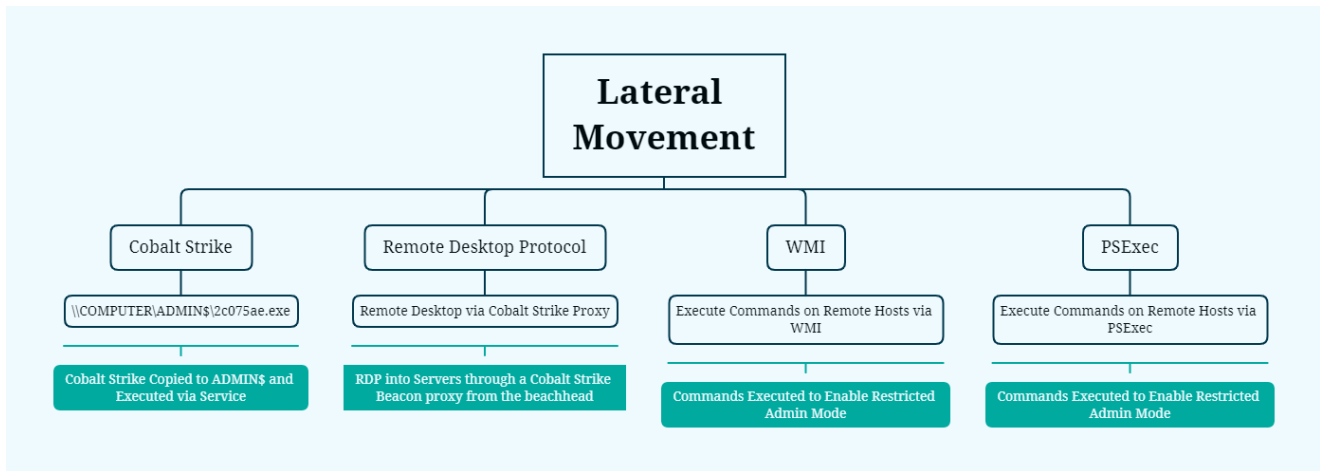 Lateral
Movement
Cobalt Strike
Remote Desktop Protocol
WMI
PSExec
\\COMPUTER\ADMIN$\2c075ae.exe
Remote Desktop via Cobalt Strike Proxy
Execute Commands on Remote Hosts via
WMI
Execute Commands on Remote Hosts via
PSExec
Cobalt Strike Copied to ADMIN$ and
Executed via Service
RDP into Servers through a Cobalt Strike
Beacon proxy from the beachhead
Commands Executed to Enable Restricted
Admin Mode
Commands Executed to Enable Restricted
Admin Mode